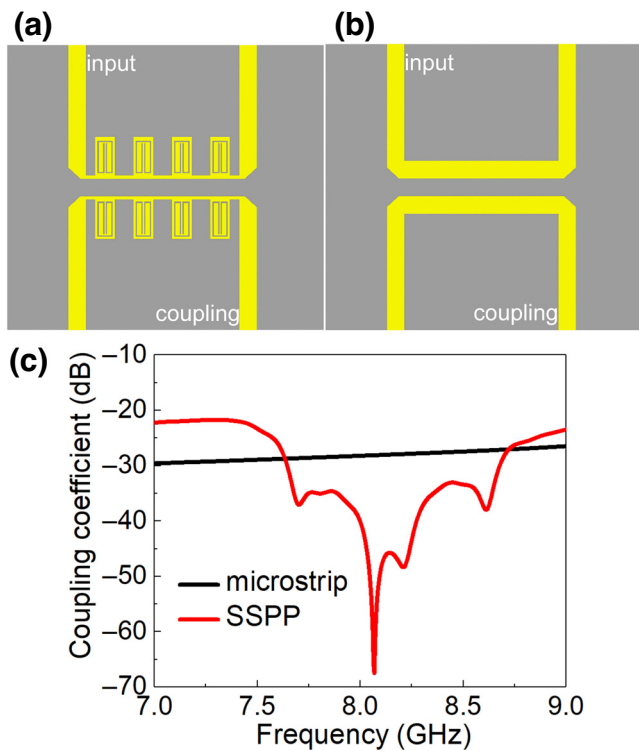 (a)
(b)
input
input
coupling
coupling
(c)
Coupling coefficient (dB)
–10
–20
–30
–40
–50
–60
–70
microstrip
SSPP
7.0 7.5 8.0 8.5 9.0
Frequency (GHz)